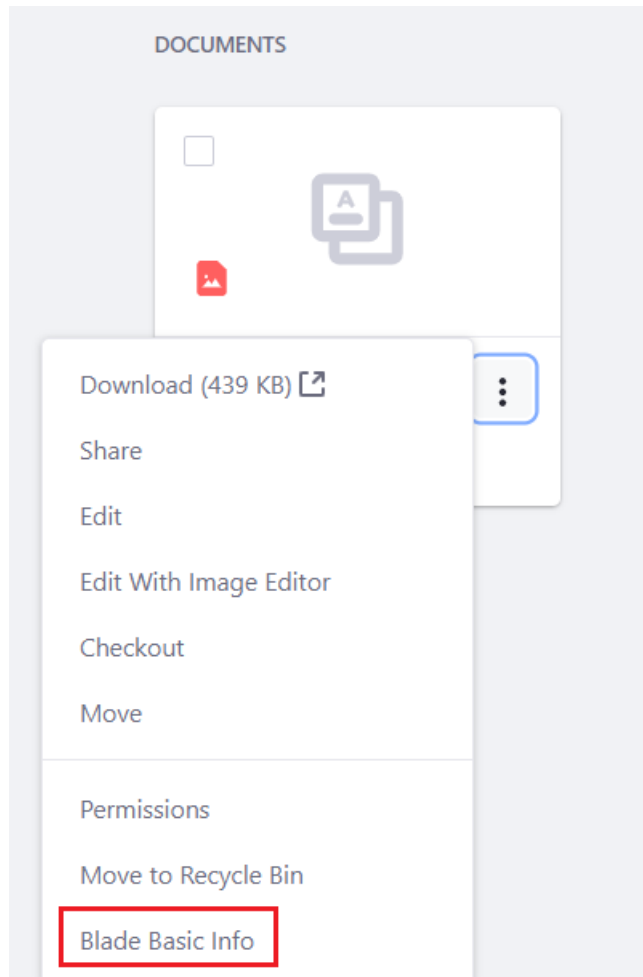 DOCUMENTS
A
Download (439 KB)
Share
Edit
Edit With Image Editor
Checkout
Move
Permissions
Move to Recycle Bin
Blade Basic Info